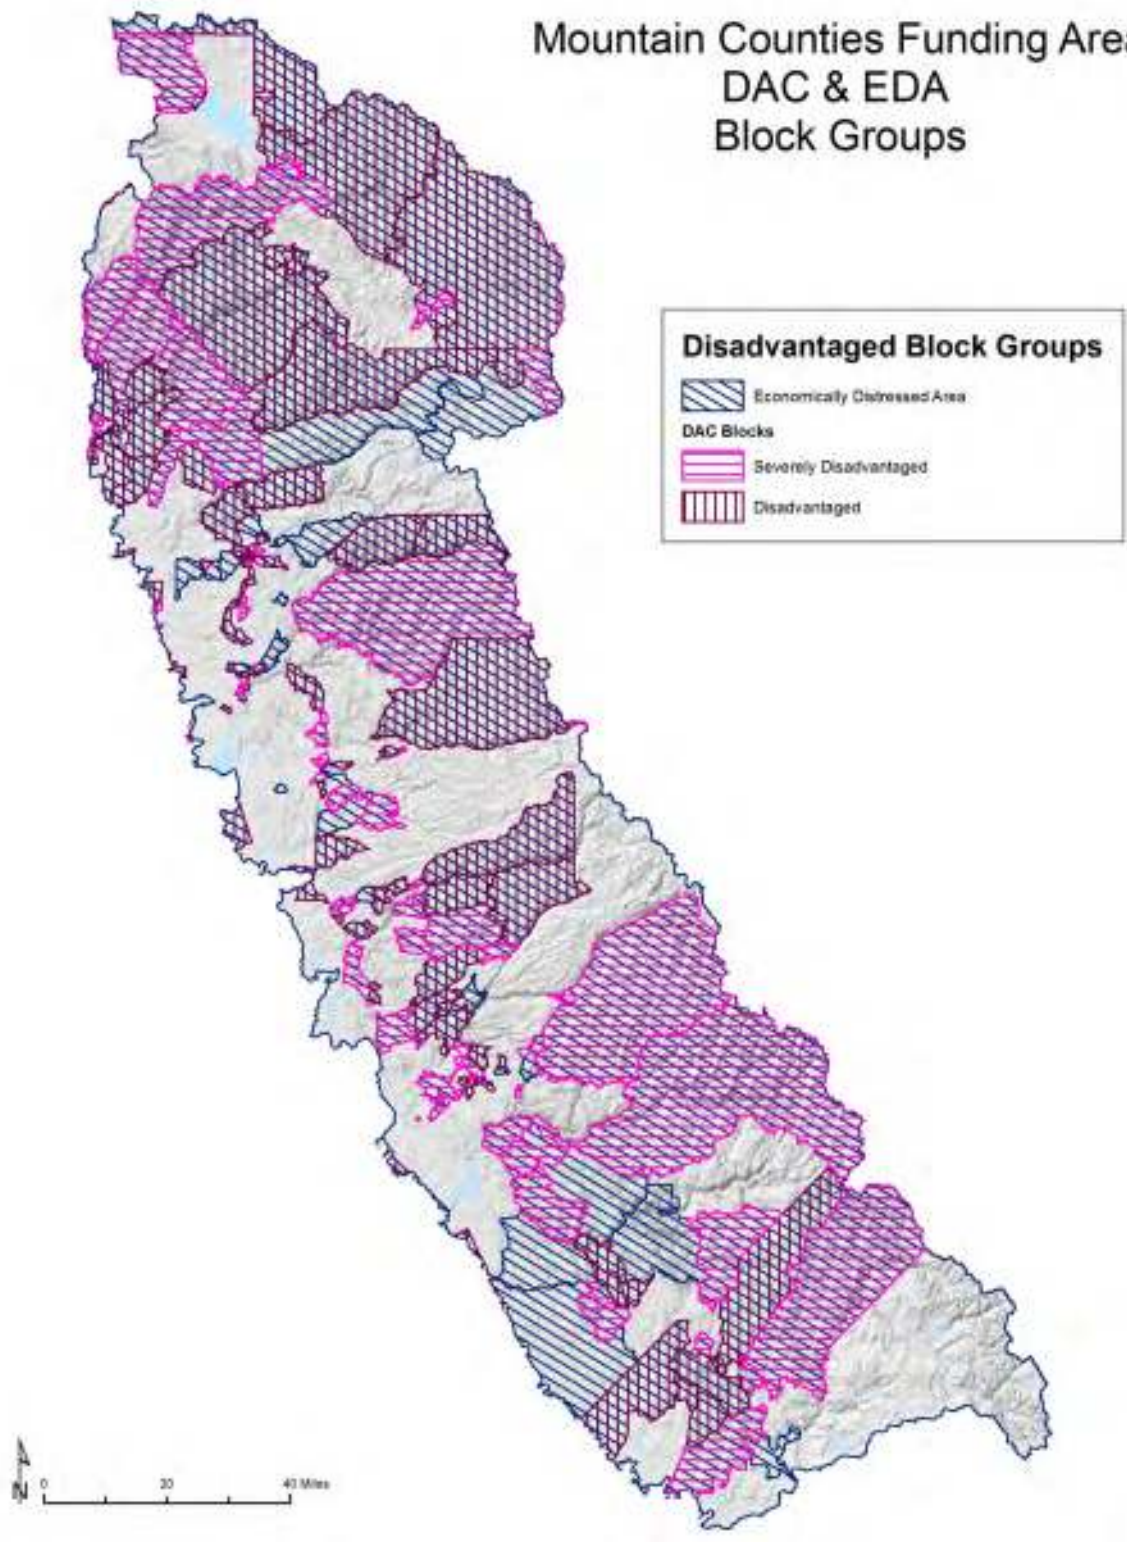 Mountain Counties Funding Area
DAC & EDA
Block Groups
Disadvantaged Block Groups
Economically Distressed Area
DAC Blocks
Severely Disadvantaged
Disadvantaged
N
0 20 40 Miles